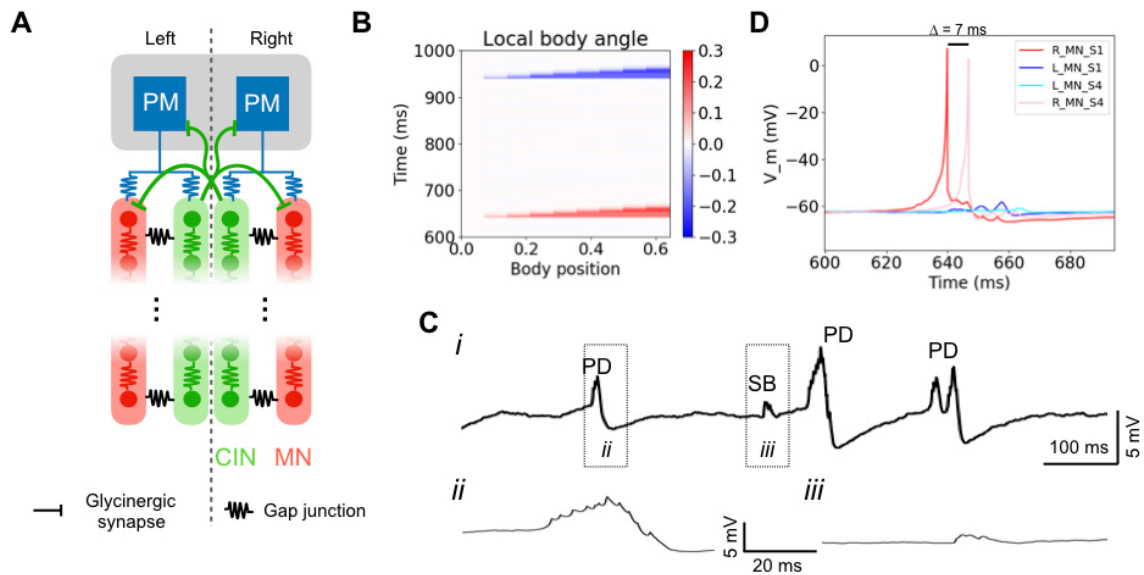 A
Left
Right
PM
PM
⋮
⋮
CIN
MN
Glycinergic
synapse
Gap junction
B
Local body angle
1000
900
800
700
600
Time (ms)
0.0
0.2
0.4
0.6
Body position
0.3
0.2
0.1
0.0
−0.1
−0.2
−0.3
D
Δ = 7 ms
R_MN_S1
L_MN_S1
L_MN_S4
R_MN_S4
0
−20
−40
−60
V_m (mV)
600
620
640
660
680
Time (ms)
C
i
PD
SB
PD
PD
ii
iii
100 ms
5 mV
ii
5 mV
20 ms
iii